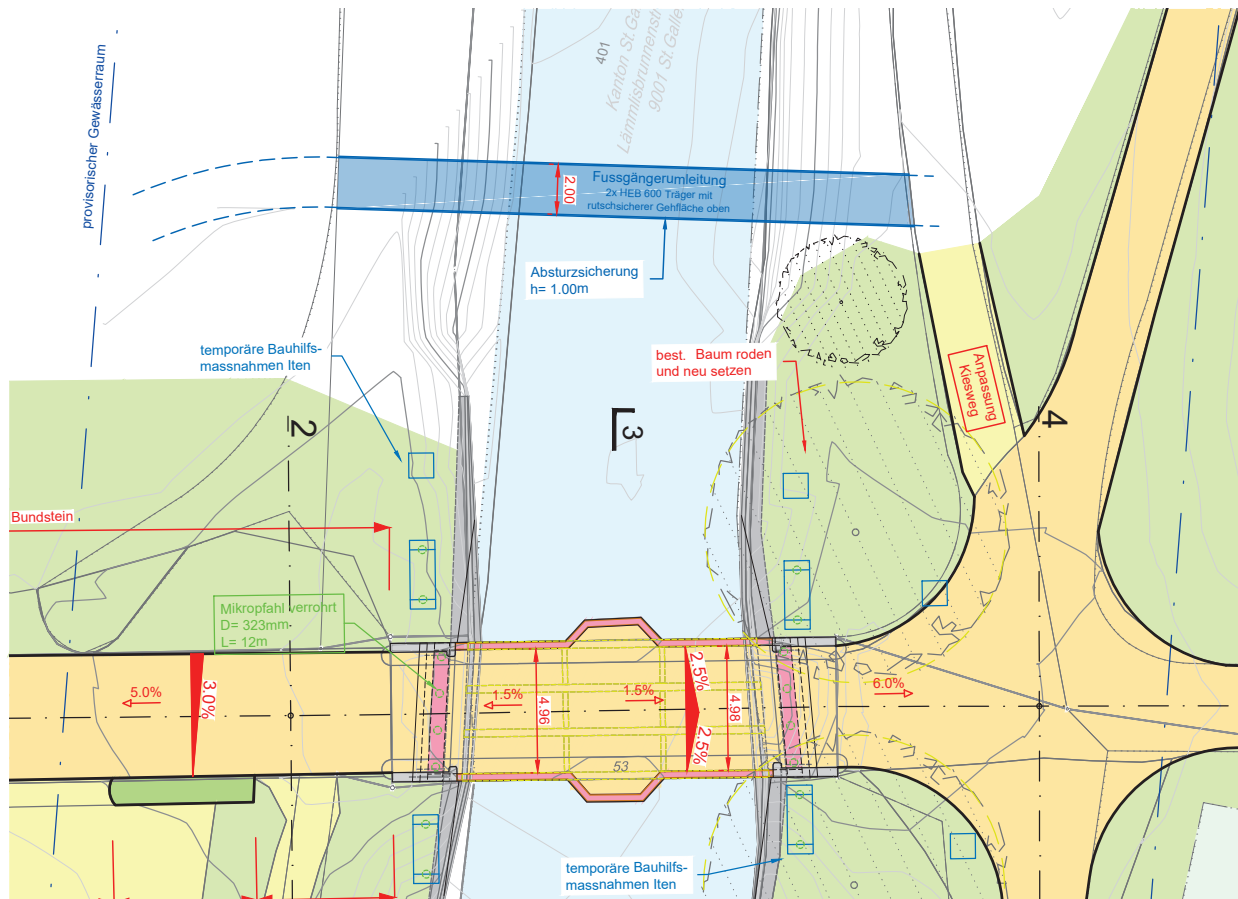 provisorischer Gewässerraum
401
Kanton St.Ga
Lämmlisbrunnenst
9001 St.Galle
Fussgängerumleitung
2x HEB 600 Träger mit
rutschsicherer Gehfläche oben
2.00
Absturzsicherung
h= 1.00m
temporäre Bauhilfs-
massnahmen Iten
best. Baum roden
und neu setzen
Anpassung
Kiesweg
2
3
4
Bundstein
Mikropfahl verrohrt
D= 323mm
L= 12m
5.0%
3.0%
1.5%
4.96
1.5%
2.5%
2.5%
4.98
6.0%
53
temporäre Bauhilfs-
massnahmen Iten